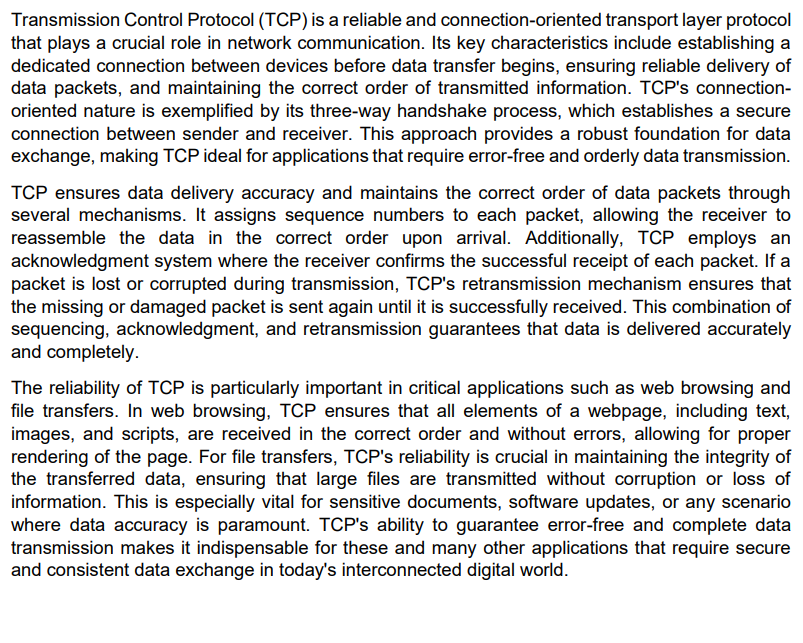 Transmission Control Protocol (TCP) is a reliable and connection-oriented transport layer protocol
that plays a crucial role in network communication. Its key characteristics include establishing a
dedicated connection between devices before data transfer begins, ensuring reliable delivery of
data packets, and maintaining the correct order of transmitted information. TCP's connection-
oriented nature is exemplified by its three-way handshake process, which establishes a secure
connection between sender and receiver. This approach provides a robust foundation for data
exchange, making TCP ideal for applications that require error-free and orderly data transmission.
TCP ensures data delivery accuracy and maintains the correct order of data packets through
several mechanisms. It assigns sequence numbers to each packet, allowing the receiver to
reassemble the data in the correct order upon arrival. Additionally, TCP employs an
acknowledgment system where the receiver confirms the successful receipt of each packet. If a
packet is lost or corrupted during transmission, TCP's retransmission mechanism ensures that
the missing or damaged packet is sent again until it is successfully received. This combination of
sequencing, acknowledgment, and retransmission guarantees that data is delivered accurately
and completely.
The reliability of TCP is particularly important in critical applications such as web browsing and
file transfers. In web browsing, TCP ensures that all elements of a webpage, including text,
images, and scripts, are received in the correct order and without errors, allowing for proper
rendering of the page. For file transfers, TCP's reliability is crucial in maintaining the integrity of
the transferred data, ensuring that large files are transmitted without corruption or loss of
information. This is especially vital for sensitive documents, software updates, or any scenario
where data accuracy is paramount. TCP's ability to guarantee error-free and complete data
transmission makes it indispensable for these and many other applications that require secure
and consistent data exchange in today's interconnected digital world.